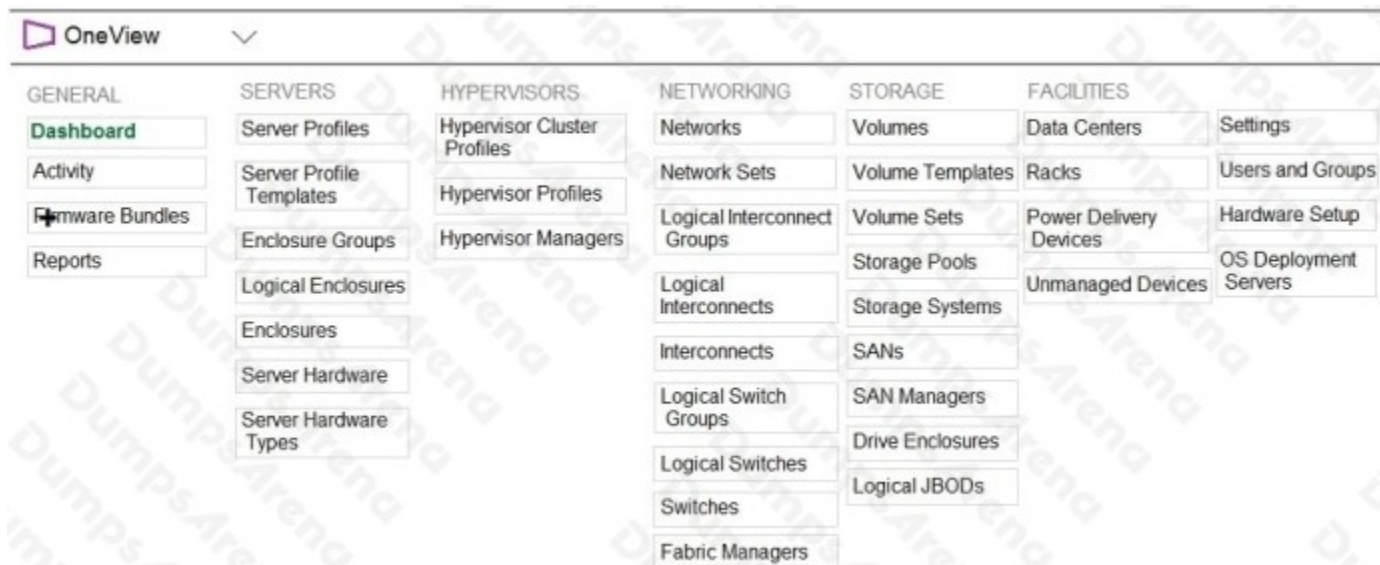 OneView
GENERAL
Dashboard
Activity
Firmware Bundles
Reports
SERVERS
Server Profiles
Server Profile
Templates
Enclosure Groups
Logical Enclosures
Enclosures
Server Hardware
Server Hardware
Types
HYPERVISORS
Hypervisor Cluster
Profiles
Hypervisor Profiles
Hypervisor Managers
NETWORKING
Networks
Network Sets
Logical Interconnect
Groups
Logical
Interconnects
Interconnects
Logical Switch
Groups
Logical Switches
Switches
Fabric Managers
STORAGE
Volumes
Volume Templates
Volume Sets
Storage Pools
Storage Systems
SANs
SAN Managers
Drive Enclosures
Logical JBODs
FACILITIES
Data Centers
Racks
Power Delivery
Devices
Unmanaged Devices
Settings
Users and Groups
Hardware Setup
OS Deployment
Servers
DumpsArena